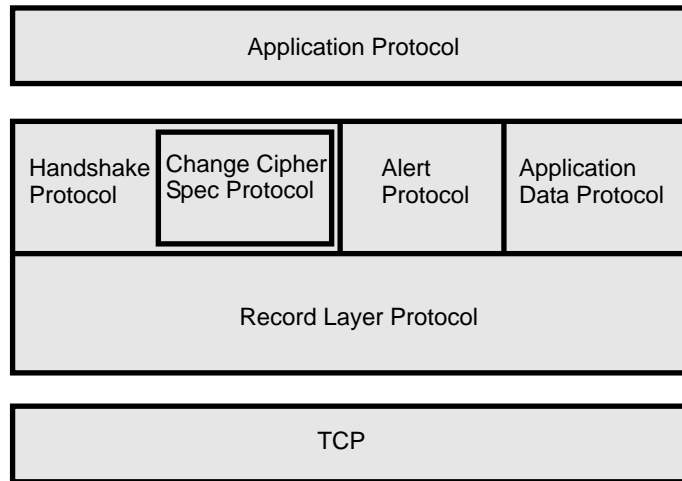 Application Protocol
Handshake
Protocol
Change Cipher
Spec Protocol
Alert
Protocol
Application
Data Protocol
Record Layer Protocol
TCP